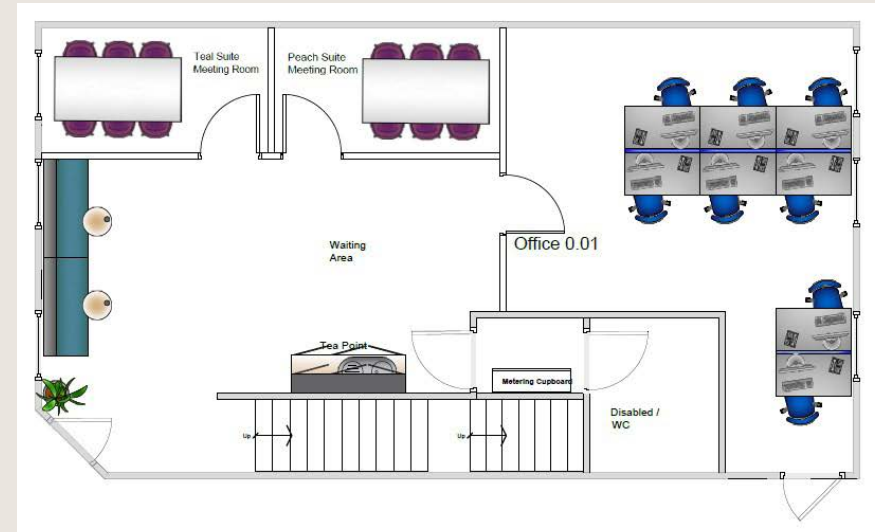 Teal Suite
Meeting Room
Peach Suite
Meeting Room
Office 0.01
Waiting
Area
Tea Point
Metering Cupboard
Disabled /
WC
Up
Up